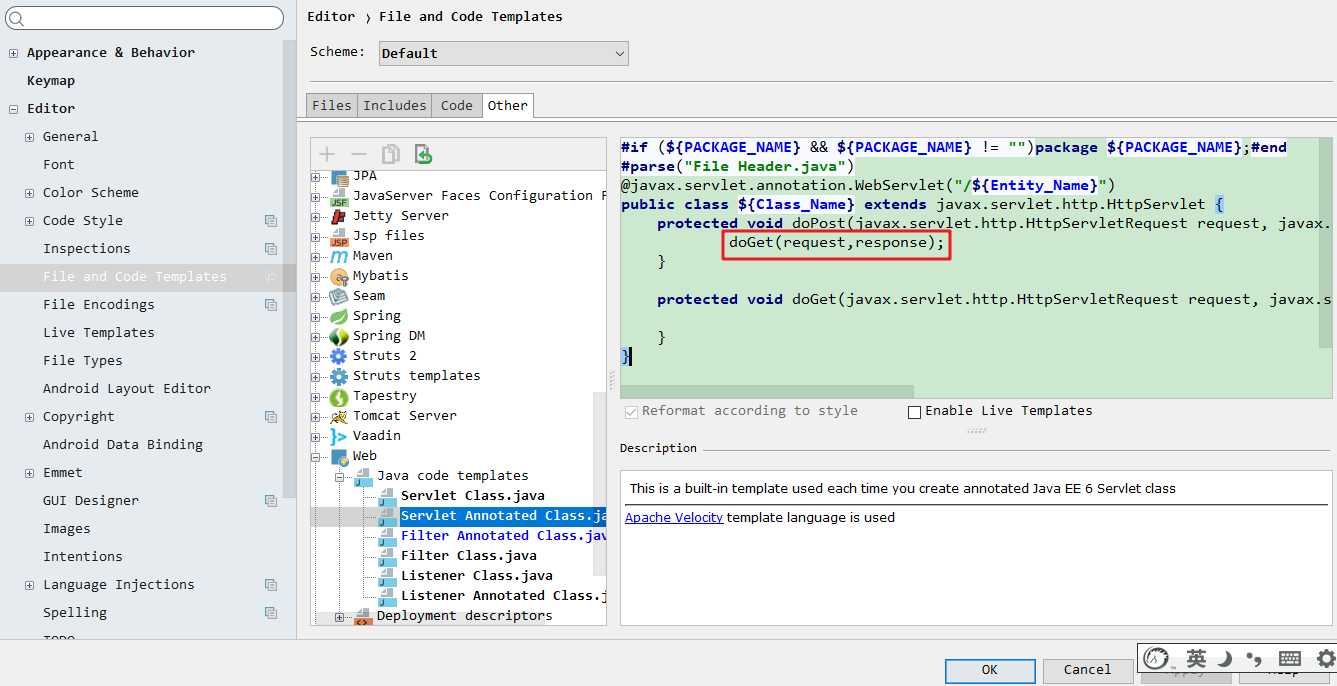 Editor › File and Code Templates
Scheme: Default
Appearance & Behavior
Keymap
Editor
General
Font
Color Scheme
Code Style
Inspections
File and Code Templates
File Encodings
Live Templates
File Types
Android Layout Editor
Copyright
Android Data Binding
Emmet
GUI Designer
Images
Intentions
Language Injections
Spelling
TODO
Files Includes Code Other
JPA
JavaServer Faces Configuration F
Jetty Server
Jsp files
Maven
Mybatis
Seam
Spring
Spring DM
Struts 2
Struts templates
Tapestry
Tomcat Server
Vaadin
Web
Java code templates
Servlet Class.java
Servlet Annotated Class.ja
Filter Annotated Class.jav
Filter Class.java
Listener Class.java
Listener Annotated Class.j
Deployment descriptors
#if (${PACKAGE_NAME} && ${PACKAGE_NAME} != "")package ${PACKAGE_NAME};#end
#parse("File Header.java")
@javax.servlet.annotation.WebServlet("/${Entity_Name}")
public class ${Class_Name} extends javax.servlet.http.HttpServlet {
protected void doPost(javax.servlet.http.HttpServletRequest request, javax.
doGet(request,response);
}
protected void doGet(javax.servlet.http.HttpServletRequest request, javax.s
}
}
Reformat according to style Enable Live Templates
Description
This is a built-in template used each time you create annotated Java EE 6 Servlet class
Apache Velocity template language is used
OK Cancel Apply Help
英